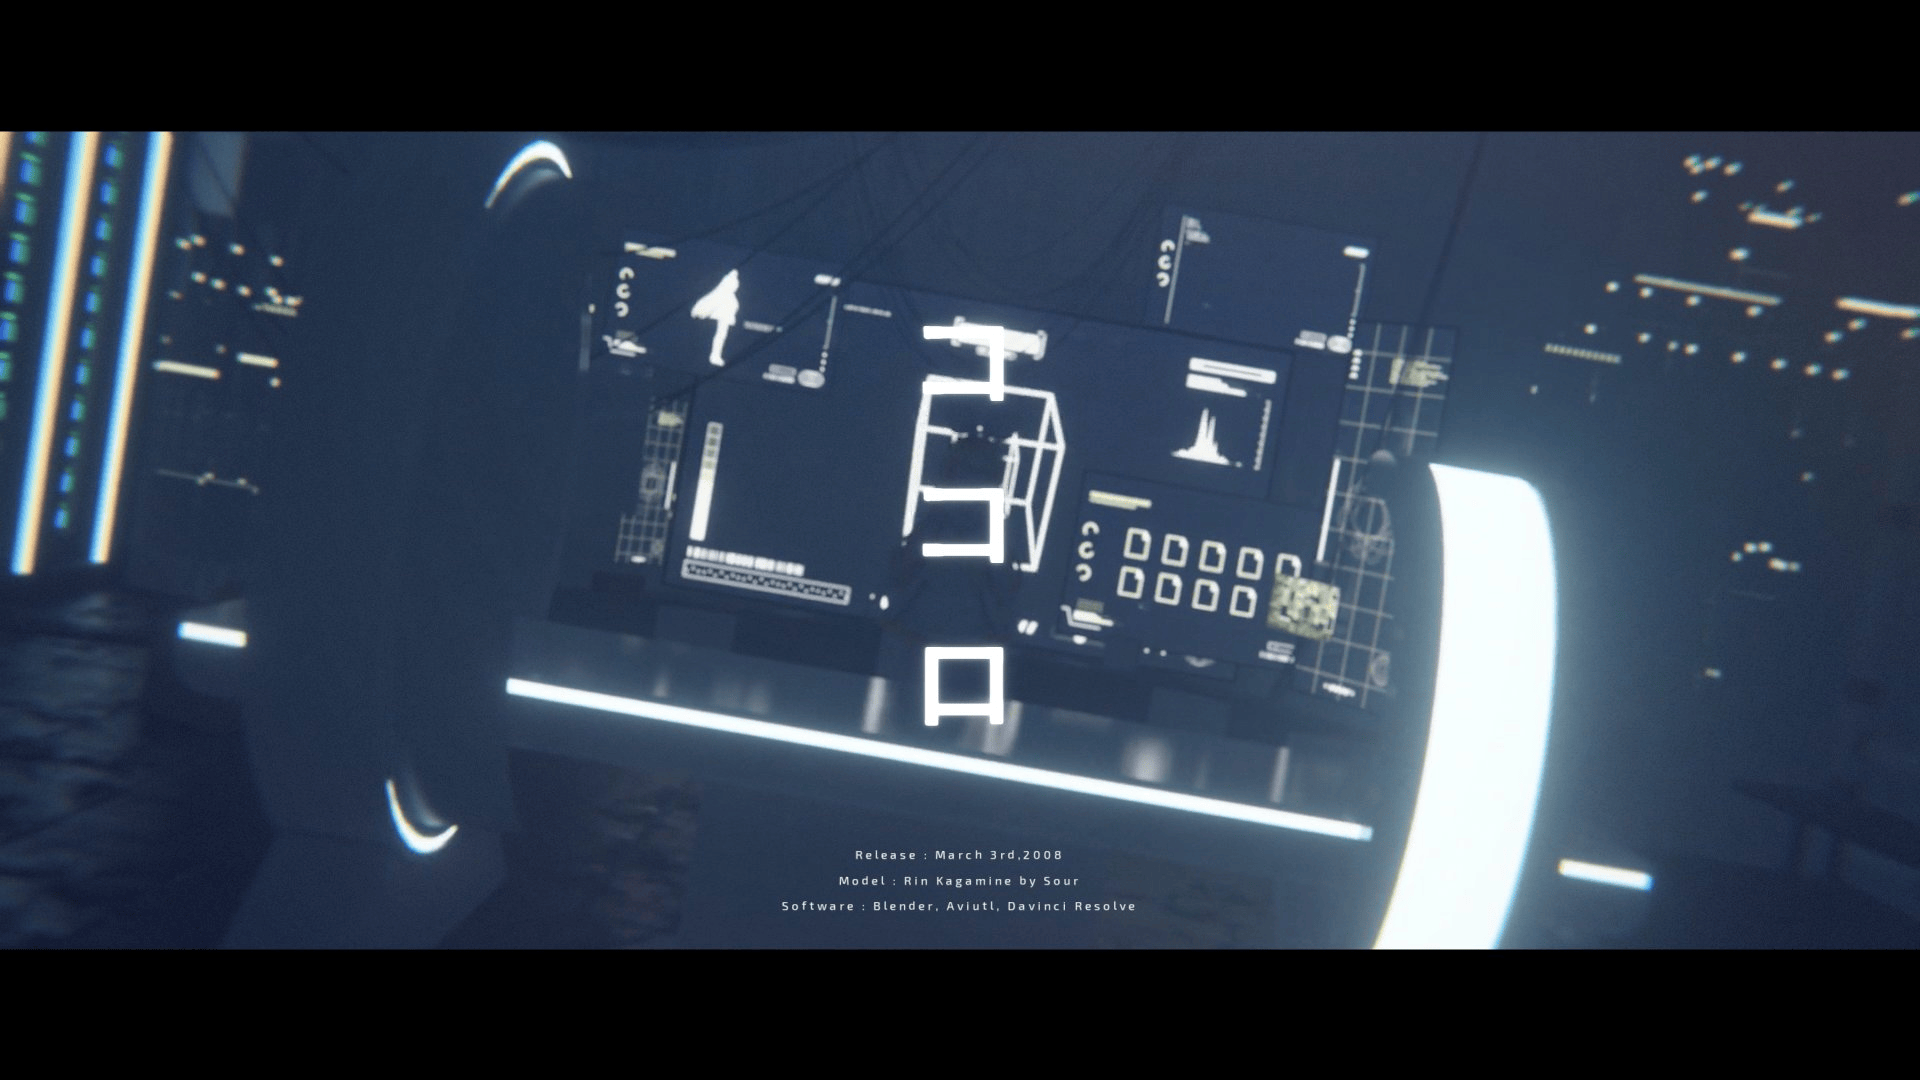 ココロ
Release : March 3rd,2008
Model : Rin Kagamine by Sour
Software : Blender, Aviutl, Davinci Resolve